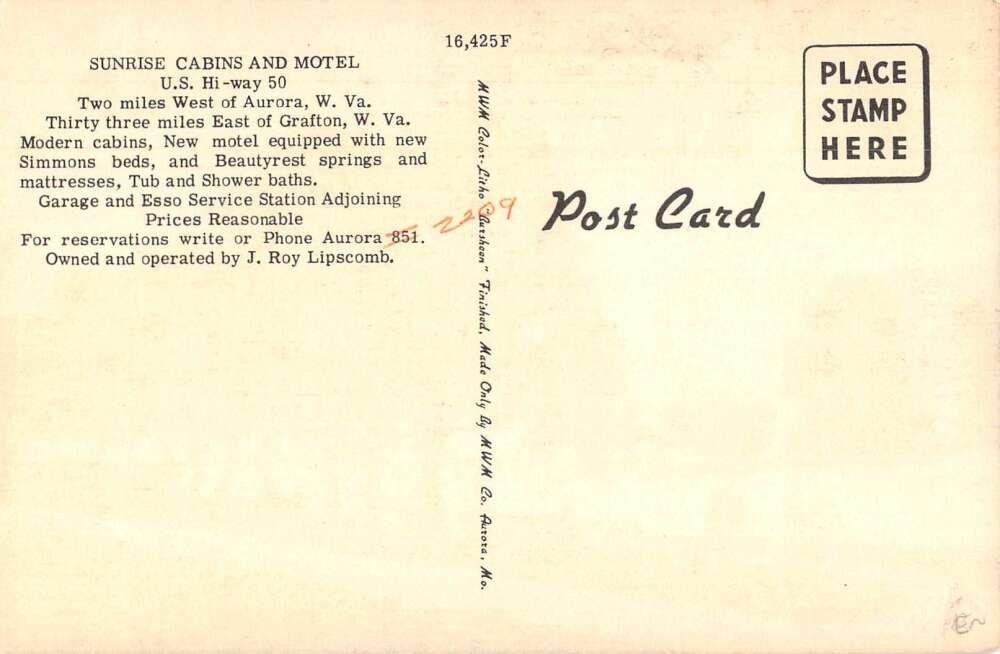 16,425F
SUNRISE CABINS AND MOTEL
U.S. Hi-way 50
Two miles West of Aurora, W. Va.
Thirty three miles East of Grafton, W. Va.
Modern cabins, New motel equipped with new
Simmons beds, and Beautyrest springs and
mattresses, Tub and Shower baths.
Garage and Esso Service Station Adjoining
Prices Reasonable
For reservations write or Phone Aurora 851. 2209
Owned and operated by J. Roy Lipscomb.
MWM Color-Litho "Aursheen" Finished, Made Only By MWM Co. Aurora, Mo.
Post Card
PLACE
STAMP
HERE